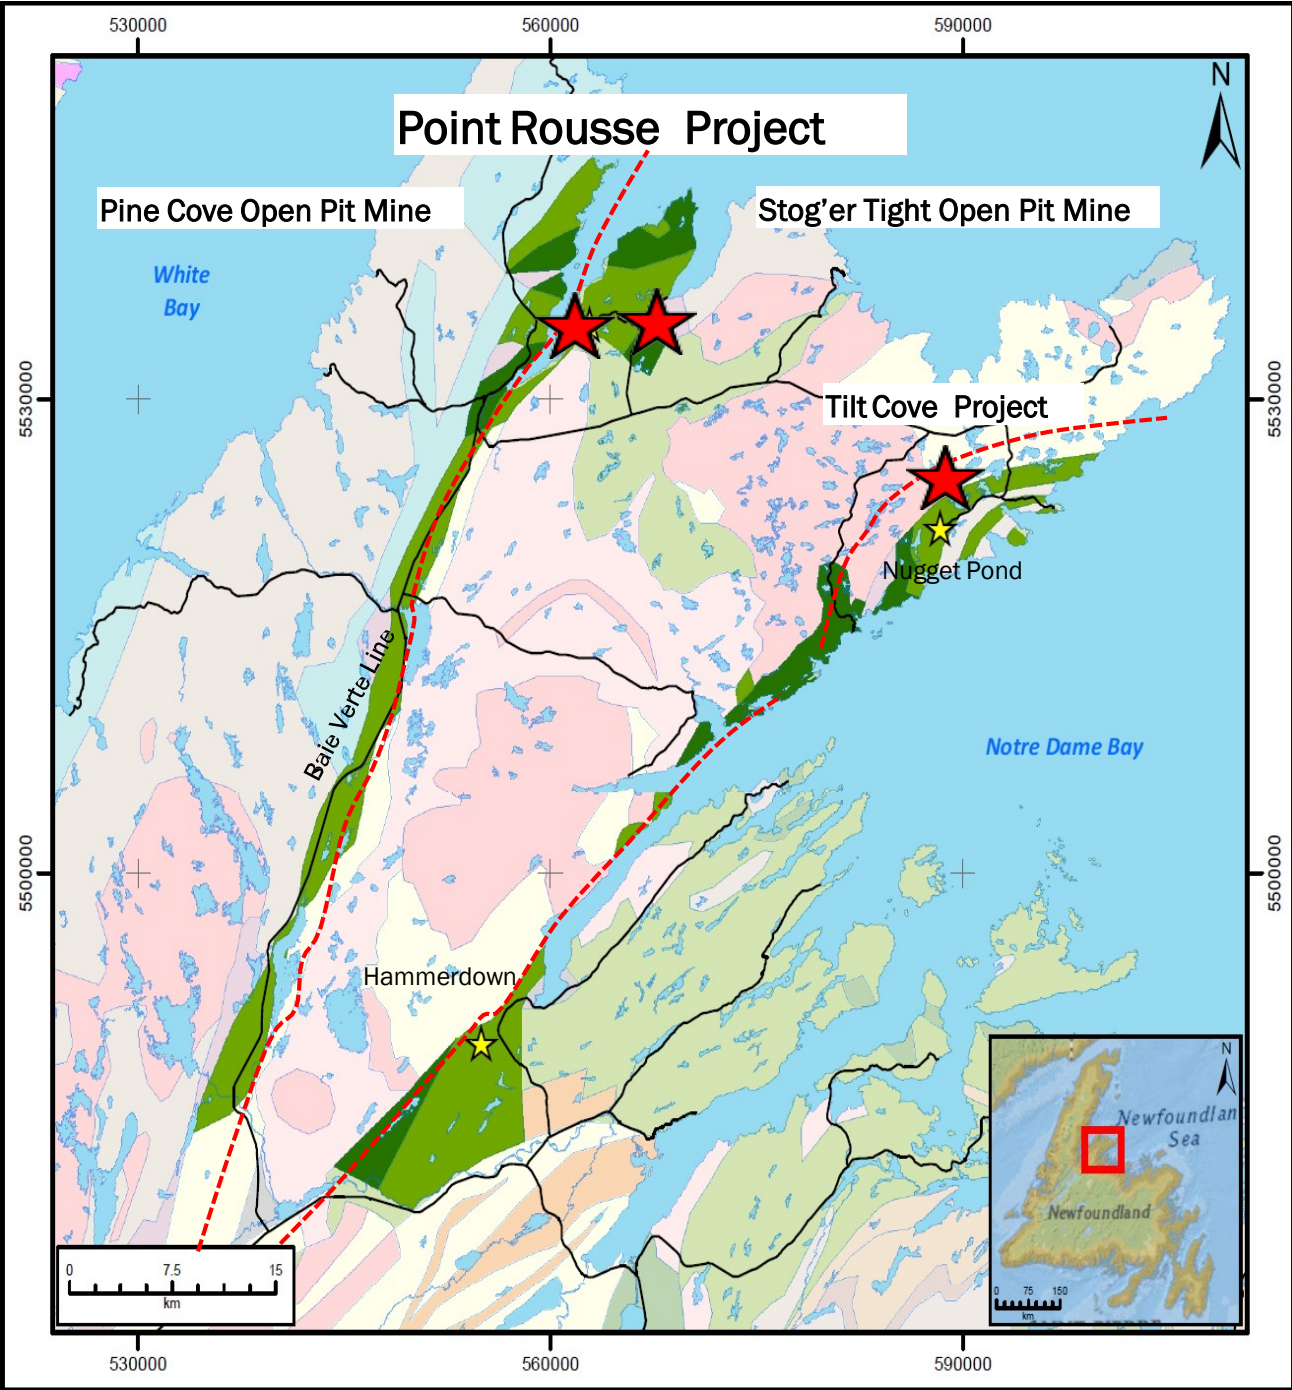 530000
560000
590000
N
Point Rousse Project
Pine Cove Open Pit Mine
Stog'er Tight Open Pit Mine
White
Bay
5530000
5530000
Tilt Cove Project
Nugget Pond
Baie Verte Line
Notre Dame Bay
5500000
5500000
Hammerdown
N
Newfoundlan
Sea
Newfoundland
0 7.5 15
km
0 75 150
km
530000
560000
590000